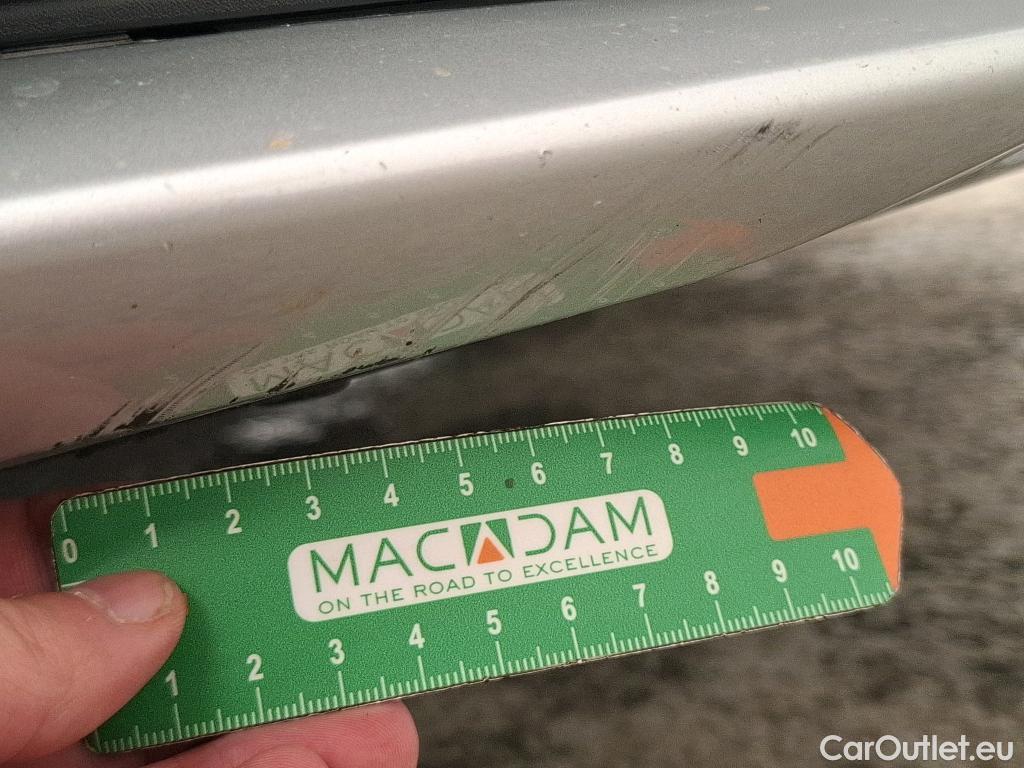 0 1 2 3 4 5 6 7 8 9 10
MACADAM
ON THE ROAD TO EXCELLENCE
1 2 3 4 5 6 7 8 9 10
CarOutlet.eu